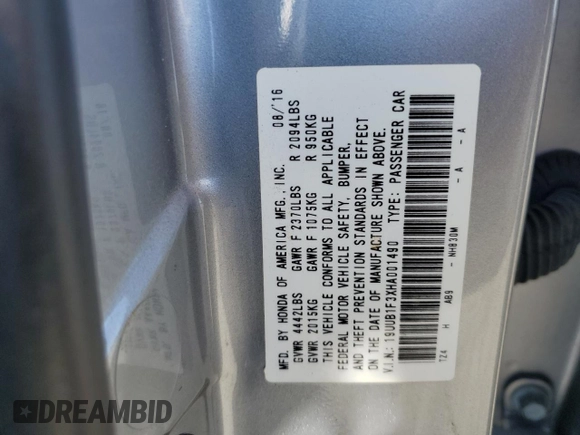 MFD. BY HONDA OF AMERICA MFG., INC. 08/'16
GVWR 4442LBS GAWR F 2370LBS R 2094LBS
GVWR 2015KG GAWR F 1075KG R 950KG
THIS VEHICLE CONFORMS TO ALL APPLICABLE
FEDERAL MOTOR VEHICLE SAFETY, BUMPER,
AND THEFT PREVENTION STANDARDS IN EFFECT
ON THE DATE OF MANUFACTURE SHOWN ABOVE.
V.I.N.: 19UUB1F3XHA001490 TYPE: PASSENGER CAR
TZ4 H AB9 - NH830M - A - A
DREAMBID